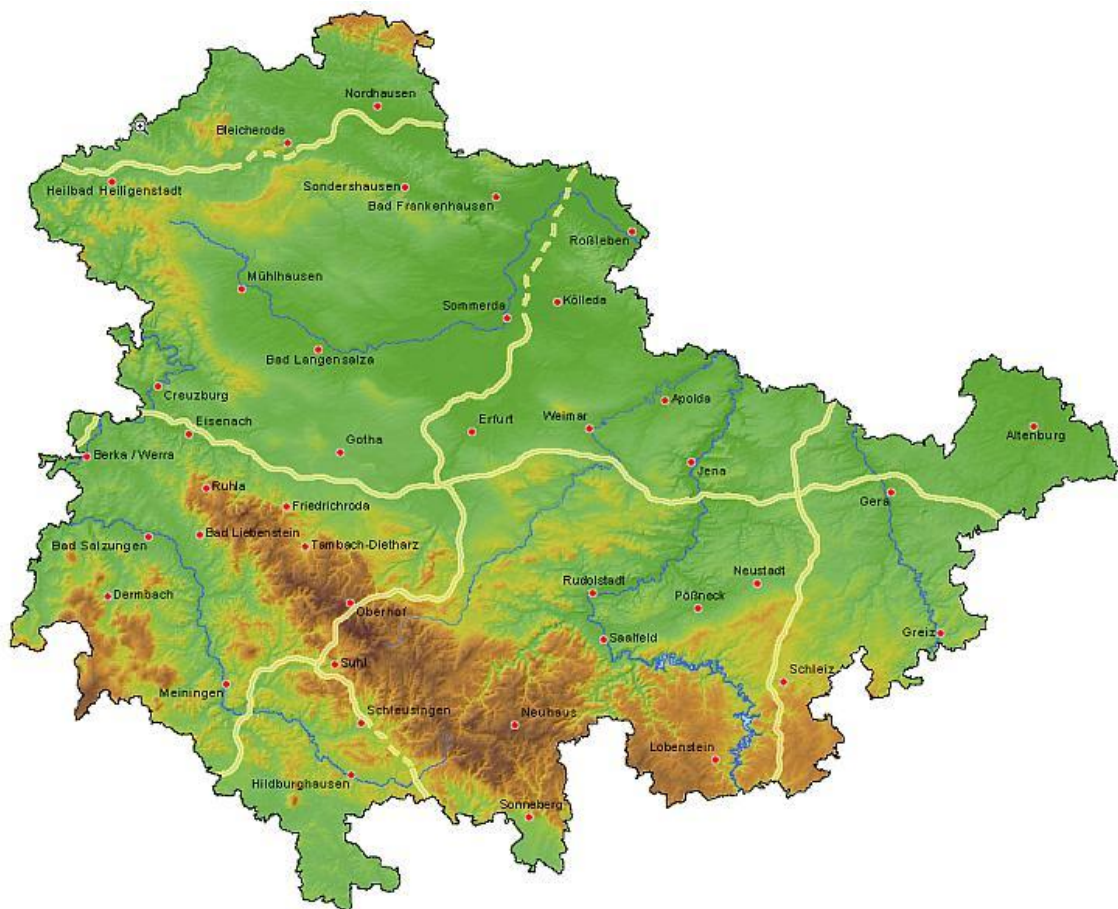 Nordhausen
Bleicheroda
Heilbad Heiligenstadt
Sondershausen
Bad Frankenhausen
Roßleben
Mühlhausen
Sommerda
Kölleda
Bad Langensalza
Creuzburg
Apolda
Eisenach
Erfurt
Weimar
Altenburg
Gotha
Berka / Werra
Jena
Ruhla
Gera
Friedrichroda
Bad Liebenstein
Bad Salzungen
Tambach-Dietharz
Rudolstadt
Neustadt
Dermbach
Pößneck
Oberhof
Saalfeld
Greiz
Suhl
Schleiz
Meiningen
Schleusingen
Neuhaus
Lobenstein
Hildburghausen
Sonneberg